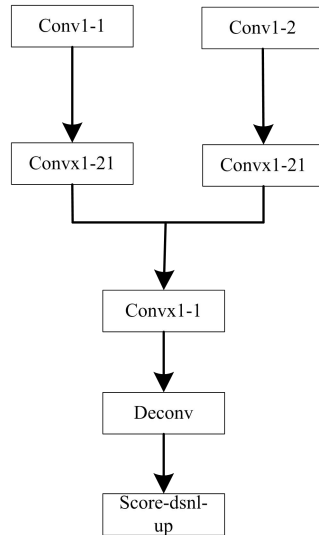 Conv1-1
Conv1-2
Convx1-21
Convx1-21
Convx1-1
Deconv
Score-dsnl-
up